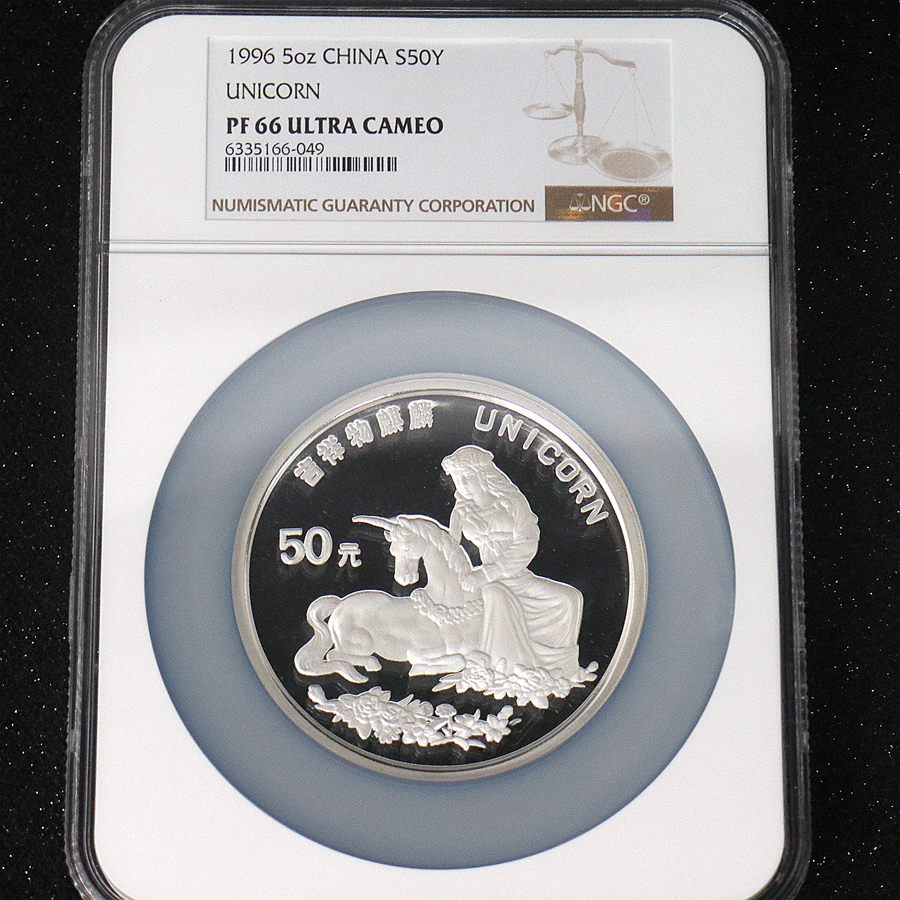 1996 5oz CHINA S50Y
UNICORN
PF 66 ULTRA CAMEO
6335166-049
NUMISMATIC GUARANTY CORPORATION
NGC®
吉祥物麒麟 UNICORN
50元